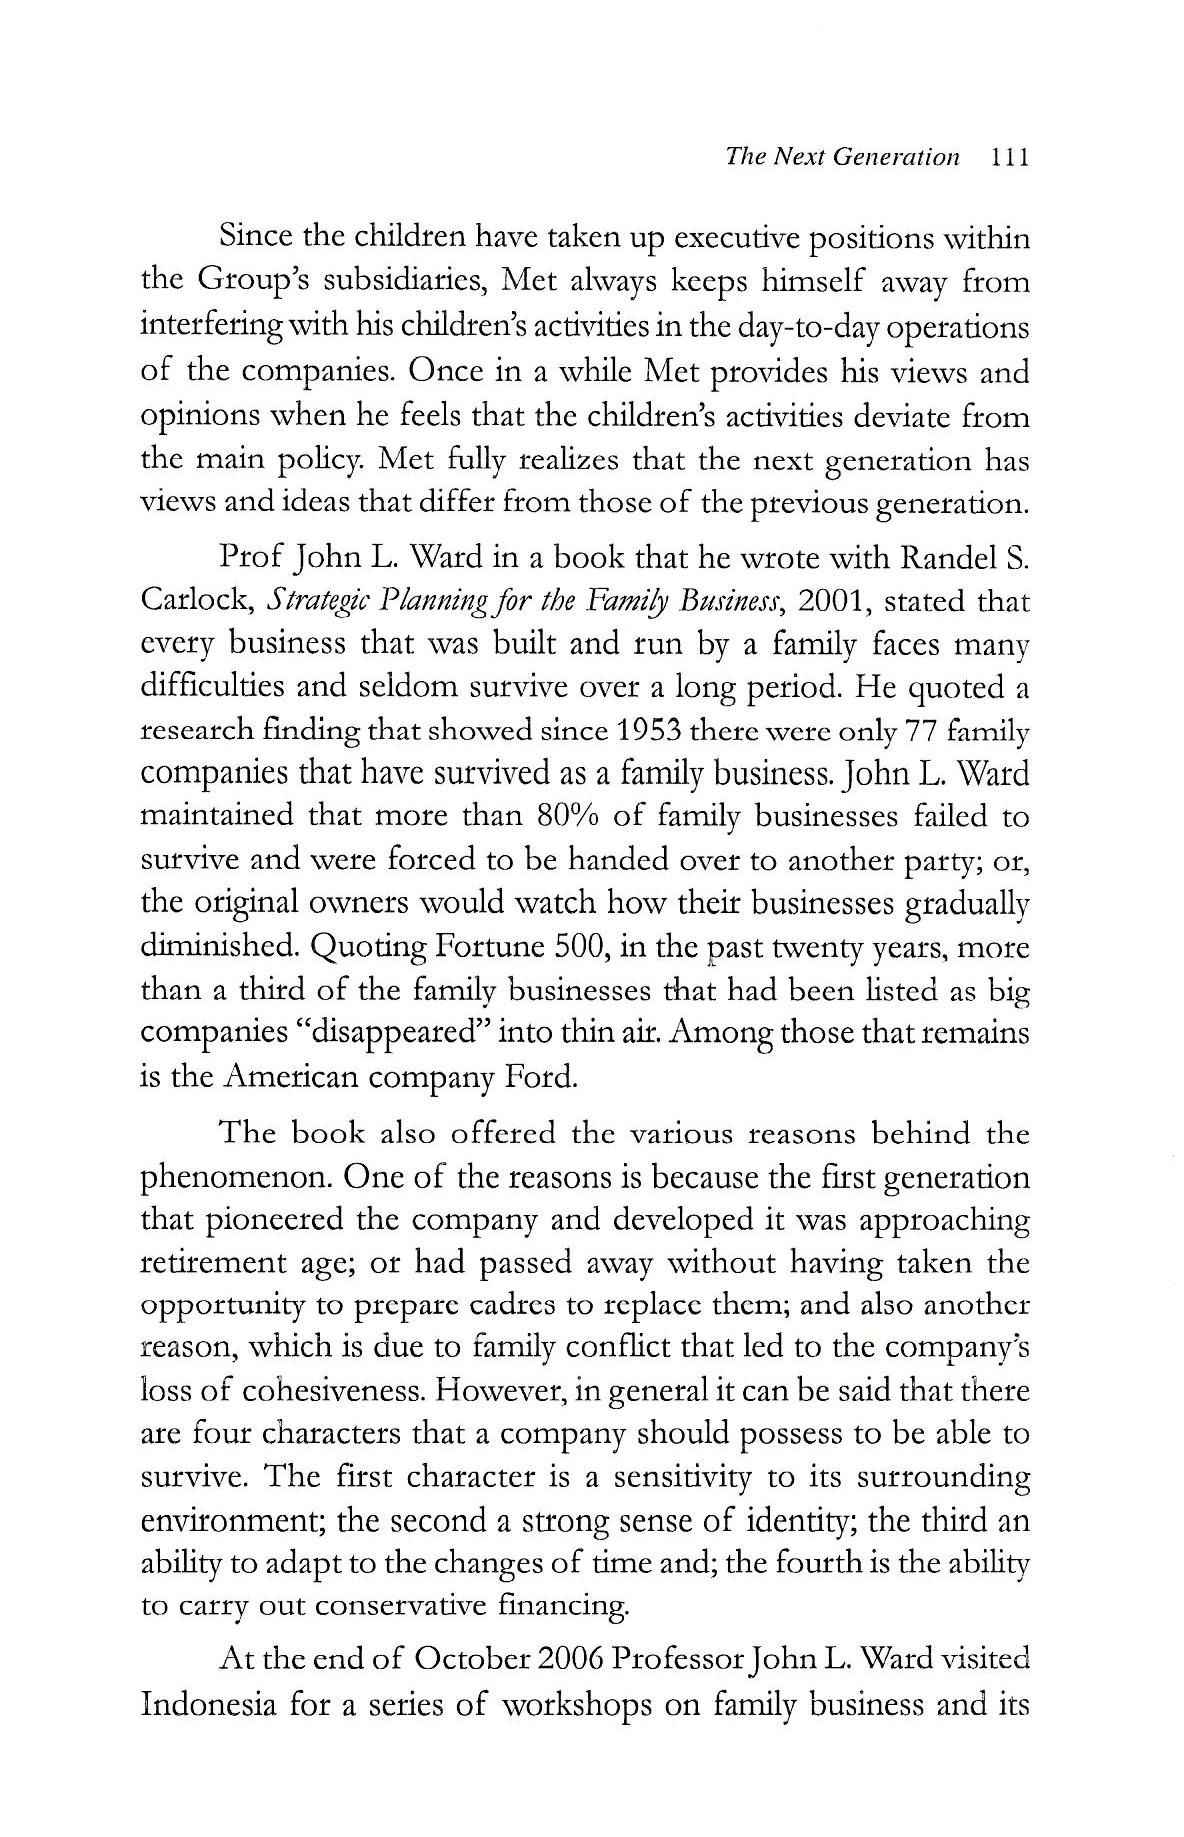 The Next Generation 111
Since the children have taken up executive positions within
the Group's subsidiaries, Met always keeps himself away from
interfering with his children's activities in the day-to-day operations
of the companies. Once in a while Met provides his views and
opinions when he feels that the children's activities deviate from
the main policy. Met fully realizes that the next generation has
views and ideas that differ from those of the previous generation.
Prof John L. Ward in a book that he wrote with Randel S.
Carlock, Strategic Planning for the Family Business, 2001, stated that
every business that was built and run by a family faces many
difficulties and seldom survive over a long period. He quoted a
research finding that showed since 1953 there were only 77 family
companies that have survived as a family business. John L. Ward
maintained that more than 80% of family businesses failed to
survive and were forced to be handed over to another party; or,
the original owners would watch how their businesses gradually
diminished. Quoting Fortune 500, in the past twenty years, more
than a third of the family businesses that had been listed as big
companies “disappeared” into thin air. Among those that remains
is the American company Ford.
The book also offered the various reasons behind the
phenomenon. One of the reasons is because the first generation
that pioneered the company and developed it was approaching
retirement age; or had passed away without having taken the
opportunity to prepare cadres to replace them; and also another
reason, which is due to family conflict that led to the company's
loss of cohesiveness. However, in general it can be said that there
are four characters that a company should possess to be able to
survive. The first character is a sensitivity to its surrounding
environment; the second a strong sense of identity; the third an
ability to adapt to the changes of time and; the fourth is the ability
to carry out conservative financing.
At the end of October 2006 Professor John L. Ward visited
Indonesia for a series of workshops on family business and its